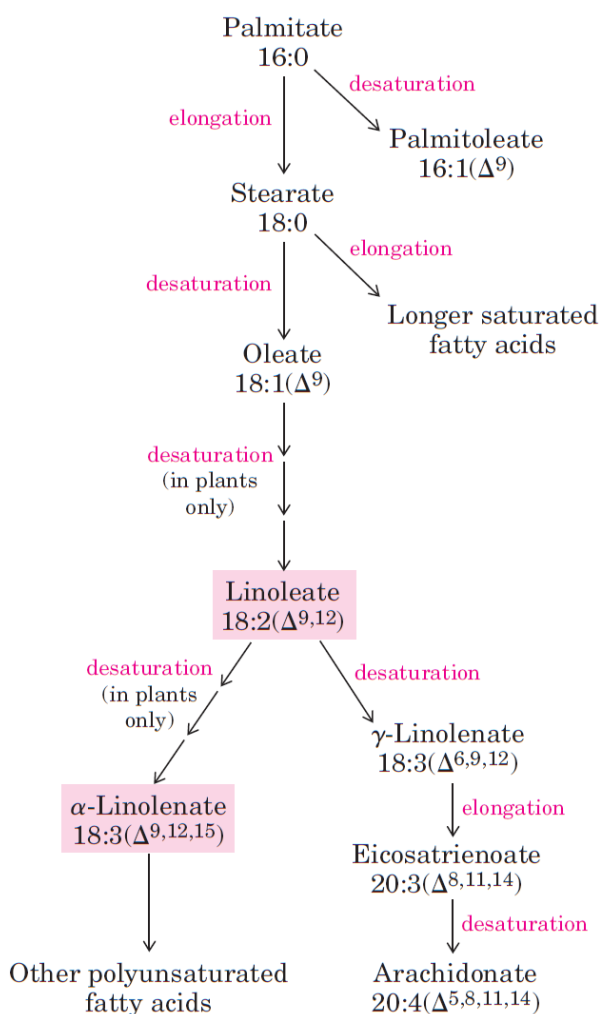 Palmitate
16:0
desaturation
elongation
Palmitoleate
16:1(Δ⁹)
Stearate
18:0
elongation
desaturation
Longer saturated
fatty acids
Oleate
18:1(Δ⁹)
desaturation
(in plants
only)
Linoleate
18:2(Δ⁹,¹²)
desaturation
(in plants
only)
desaturation
γ-Linolenate
18:3(Δ⁶,⁹,¹²)
α-Linolenate
18:3(Δ⁹,¹²,¹⁵)
elongation
Eicosatrienoate
20:3(Δ⁸,¹¹,¹⁴)
desaturation
Other polyunsaturated
fatty acids
Arachidonate
20:4(Δ⁵,⁸,¹¹,¹⁴)